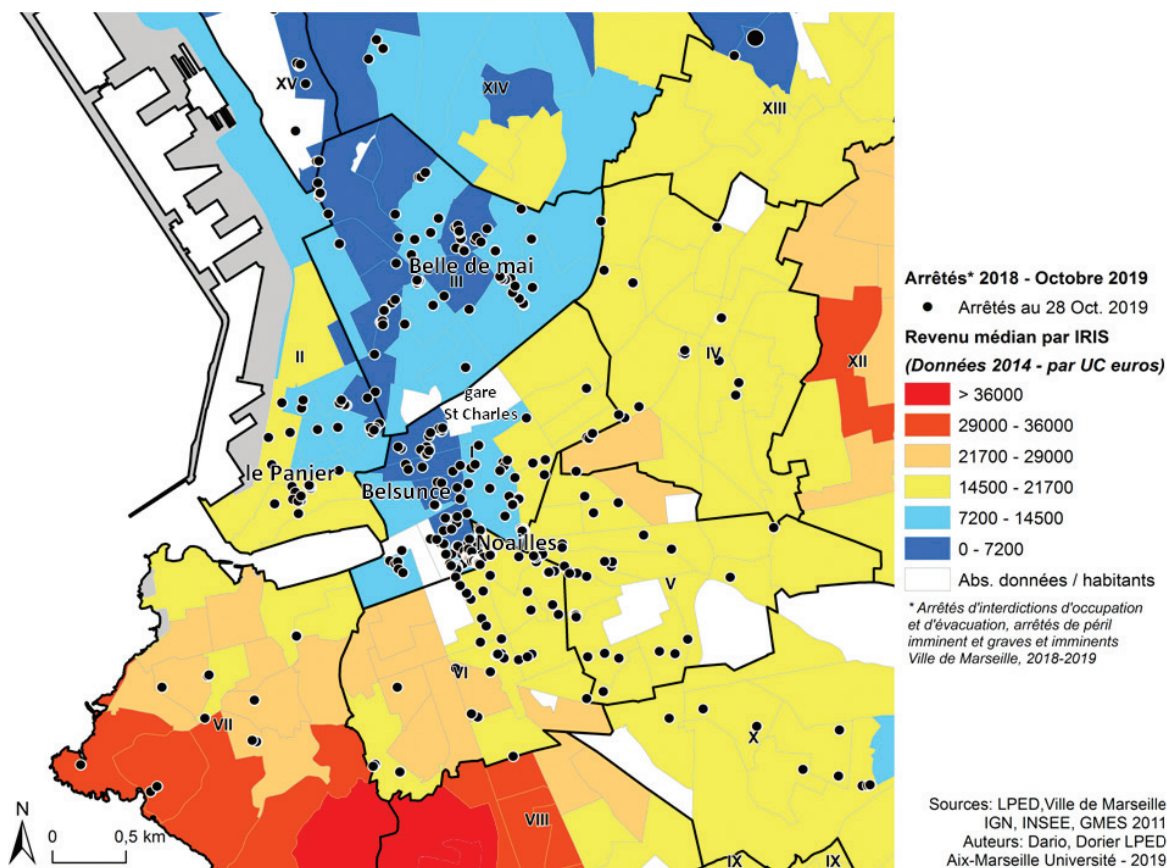 XV
XIV
XIII
Belle de mai
III
II
IV
XII
gare
St Charles
I
le Panier
Belsunce
Noailles
V
VI
VII
X
VIII
IX
IX
N
0
0,5 km
Arrêtés* 2018 - Octobre 2019
Arrêtés au 28 Oct. 2019
Revenu médian par IRIS
(Données 2014 - par UC euros)
> 36000
29000 - 36000
21700 - 29000
14500 - 21700
7200 - 14500
0 - 7200
Abs. données / habitants
* Arrêtés d'interdictions d'occupation
et d'évacuation, arrêtés de péril
imminent et graves et imminents
Ville de Marseille, 2018-2019
Sources: LPED,Ville de Marseille
IGN, INSEE, GMES 2011
Auteurs: Dario, Dorier LPED
Aix-Marseille Université - 2019